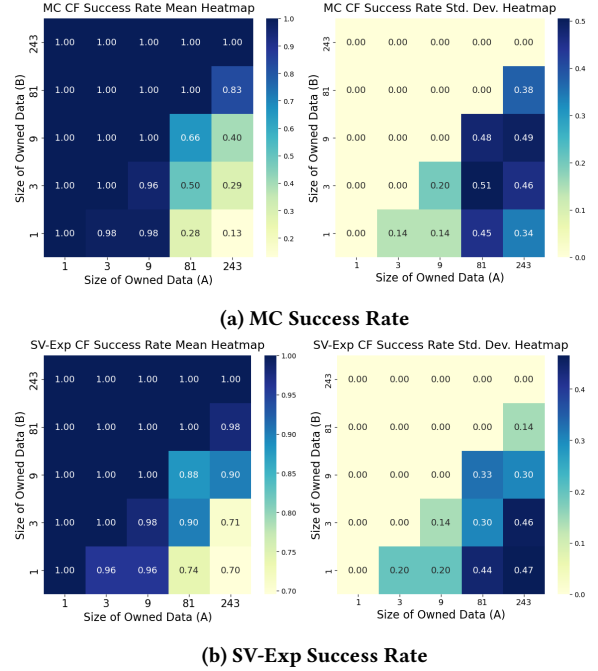 MC CF Success Rate Mean Heatmap
MC CF Success Rate Std. Dev. Heatmap
Size of Owned Data (B)
243 1.00 1.00 1.00 1.00 1.00
81 1.00 1.00 1.00 1.00 0.83
9 1.00 1.00 1.00 0.66 0.40
3 1.00 1.00 0.96 0.50 0.29
1 1.00 0.98 0.98 0.28 0.13
1 3 9 81 243
Size of Owned Data (A)
1.0
0.9
0.8
0.7
0.6
0.5
0.4
0.3
0.2
Size of Owned Data (B)
243 0.00 0.00 0.00 0.00 0.00
81 0.00 0.00 0.00 0.00 0.38
9 0.00 0.00 0.00 0.48 0.49
3 0.00 0.00 0.20 0.51 0.46
1 0.00 0.14 0.14 0.45 0.34
1 3 9 81 243
Size of Owned Data (A)
0.5
0.4
0.3
0.2
0.1
0.0
(a) MC Success Rate
SV-Exp CF Success Rate Mean Heatmap
SV-Exp CF Success Rate Std. Dev. Heatmap
Size of Owned Data (B)
243 1.00 1.00 1.00 1.00 1.00
81 1.00 1.00 1.00 1.00 0.98
9 1.00 1.00 1.00 0.88 0.90
3 1.00 1.00 0.98 0.90 0.71
1 1.00 0.96 0.96 0.74 0.70
1 3 9 81 243
Size of Owned Data (A)
1.00
0.95
0.90
0.85
0.80
0.75
0.70
Size of Owned Data (B)
243 0.00 0.00 0.00 0.00 0.00
81 0.00 0.00 0.00 0.00 0.14
9 0.00 0.00 0.00 0.33 0.30
3 0.00 0.00 0.14 0.30 0.46
1 0.00 0.20 0.20 0.44 0.47
1 3 9 81 243
Size of Owned Data (A)
0.4
0.3
0.2
0.1
0.0
(b) SV-Exp Success Rate